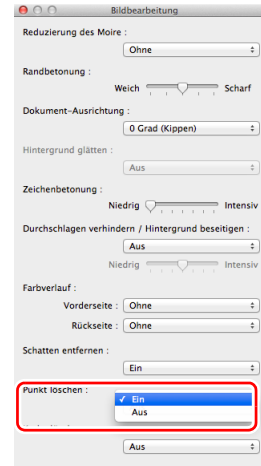 Bildbearbeitung
Reduzierung des Moire :
Ohne
Randbetonung :
Weich Scharf
Dokument-Ausrichtung :
0 Grad (Kippen)
Hintergrund glätten :
Aus
Zeichenbetonung :
Niedrig Intensiv
Durchschlagen verhindern / Hintergrund beseitigen :
Aus
Niedrig Intensiv
Farbverlauf :
Vorderseite : Ohne
Rückseite : Ohne
Schatten entfernen :
Ein
Punkt löschen :
✓ Ein
Aus
Aus